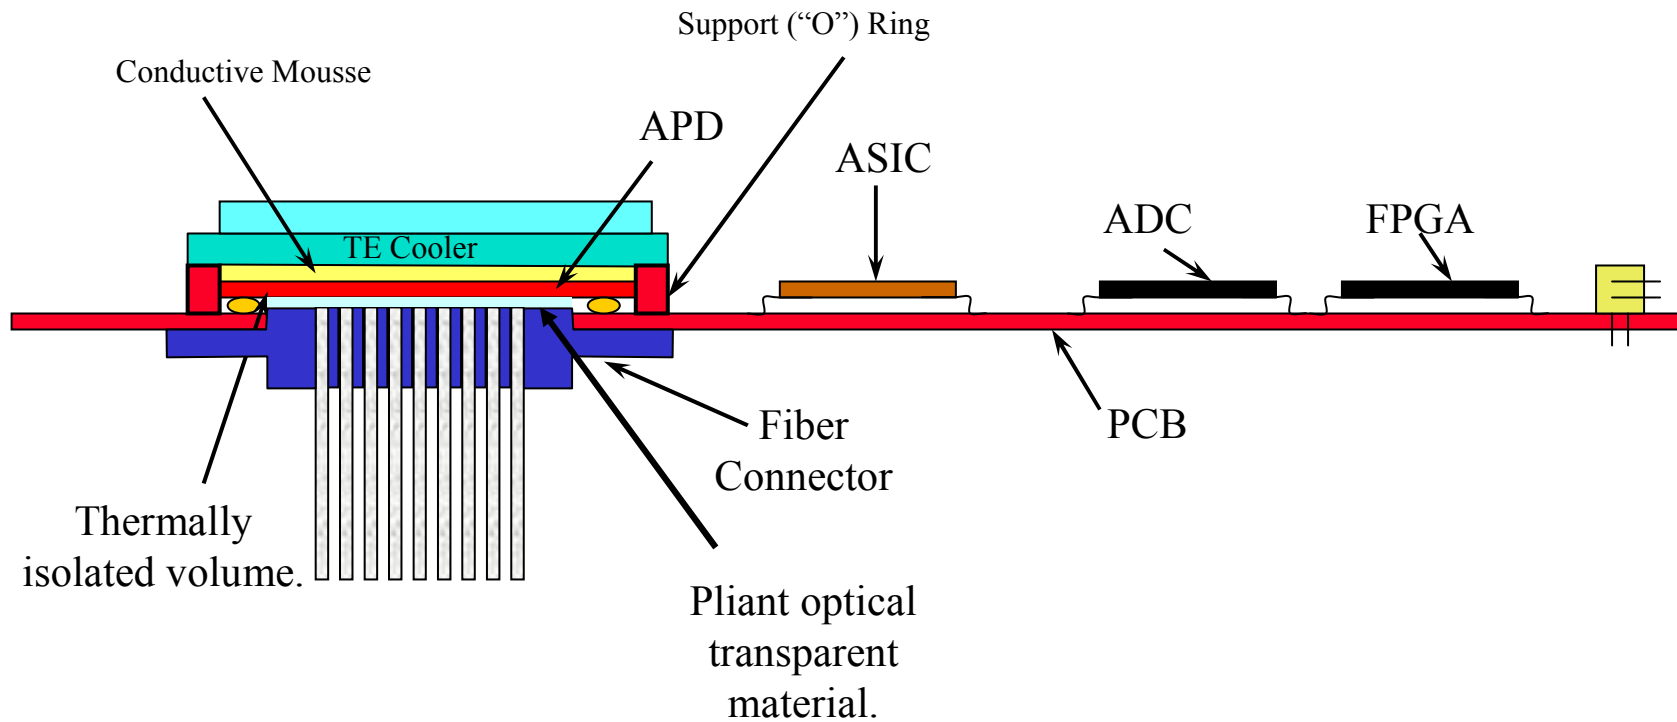 Support (“O”) Ring
Conductive Mousse
APD
ASIC
ADC
FPGA
TE Cooler
Fiber
Connector
PCB
Thermally
isolated volume.
Pliant optical
transparent
material.